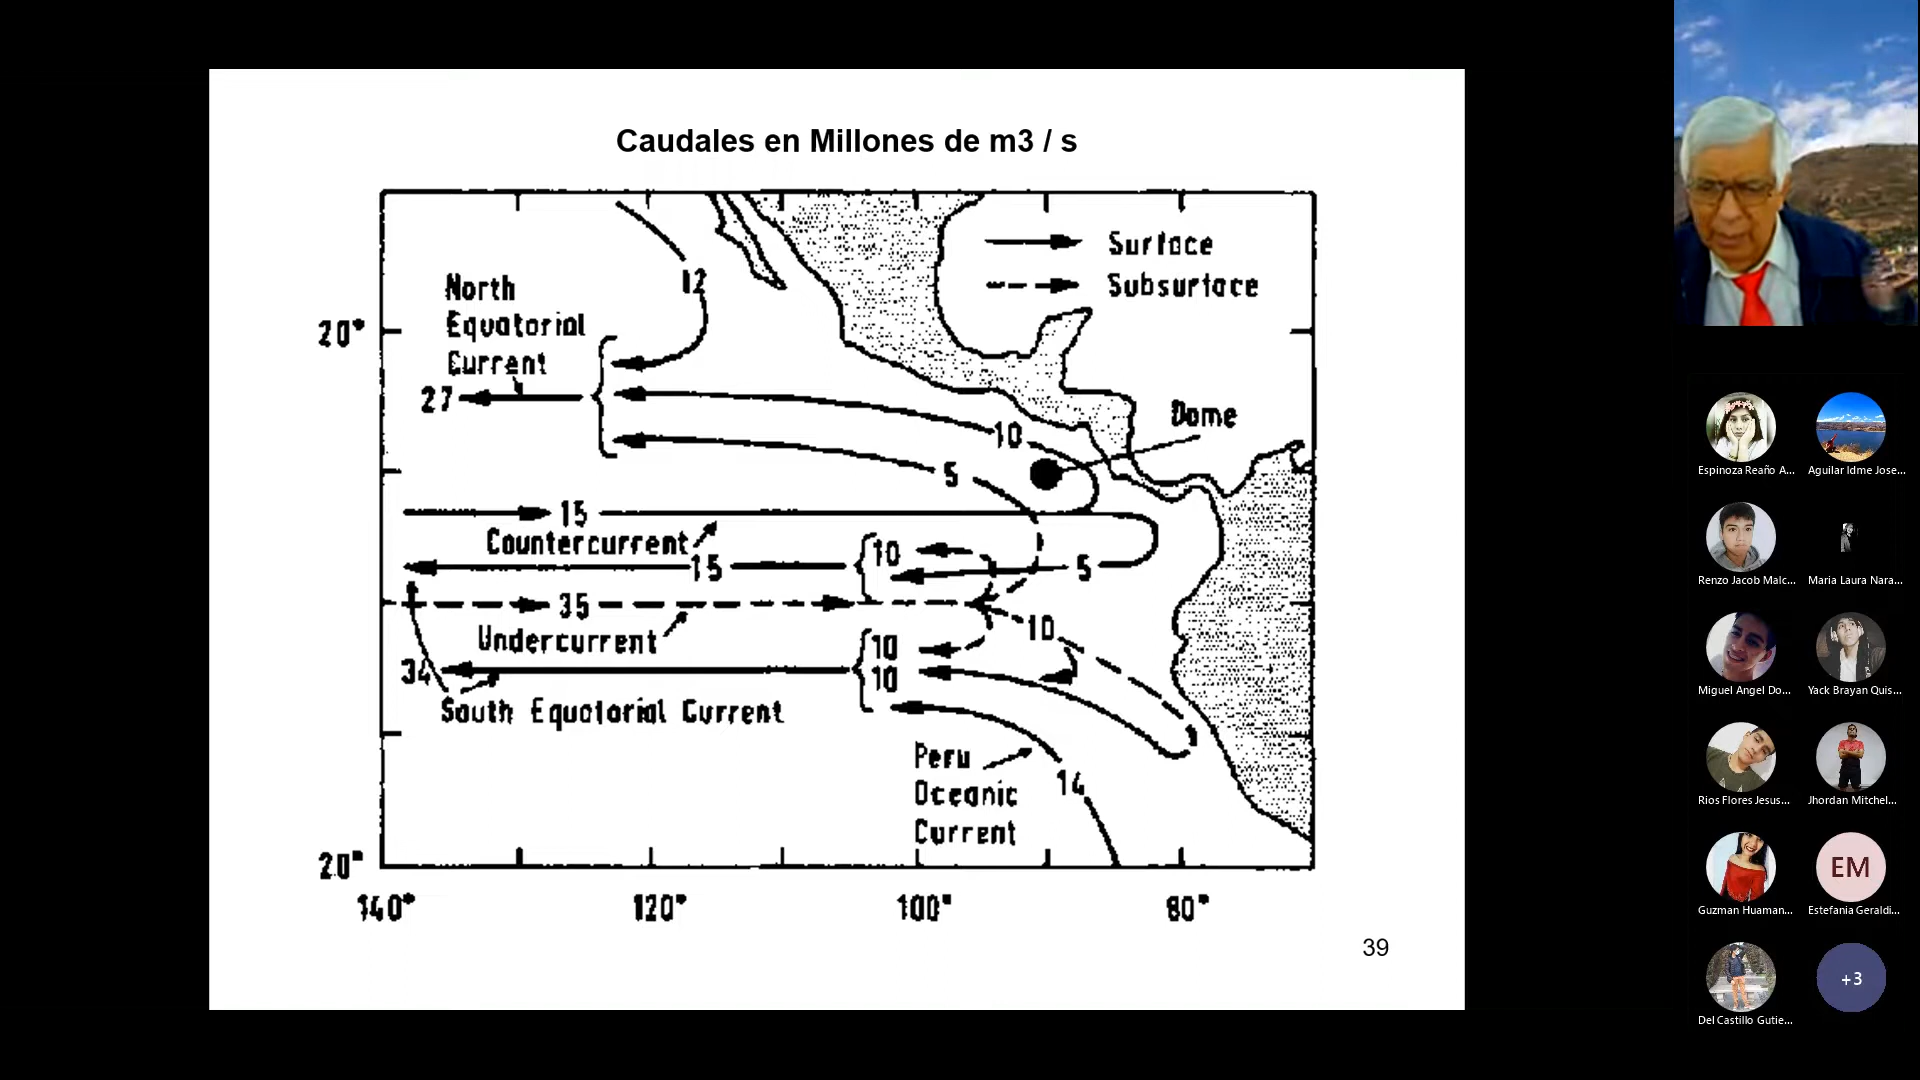 Caudales en Millones de m3 / s
Surface
Subsurface
12
North
Equatorial
Current
20°
27
Dome
10
5
15
Countercurrent
10
15
5
35
10
Undercurrent
10
34
10
South Equatorial Current
Peru
Oceanic
Current
14
20°
140°
120°
100°
80°
39
Espinoza Reaño A...
Aguilar Idme Jose...
Renzo Jacob Malc...
Maria Laura Nara...
Miguel Angel Do...
Yack Brayan Quis...
Rios Flores Jesus...
Jhordan Mitchel...
EM
Guzman Huaman...
Estefania Geraldi...
+3
Del Castillo Gutie...